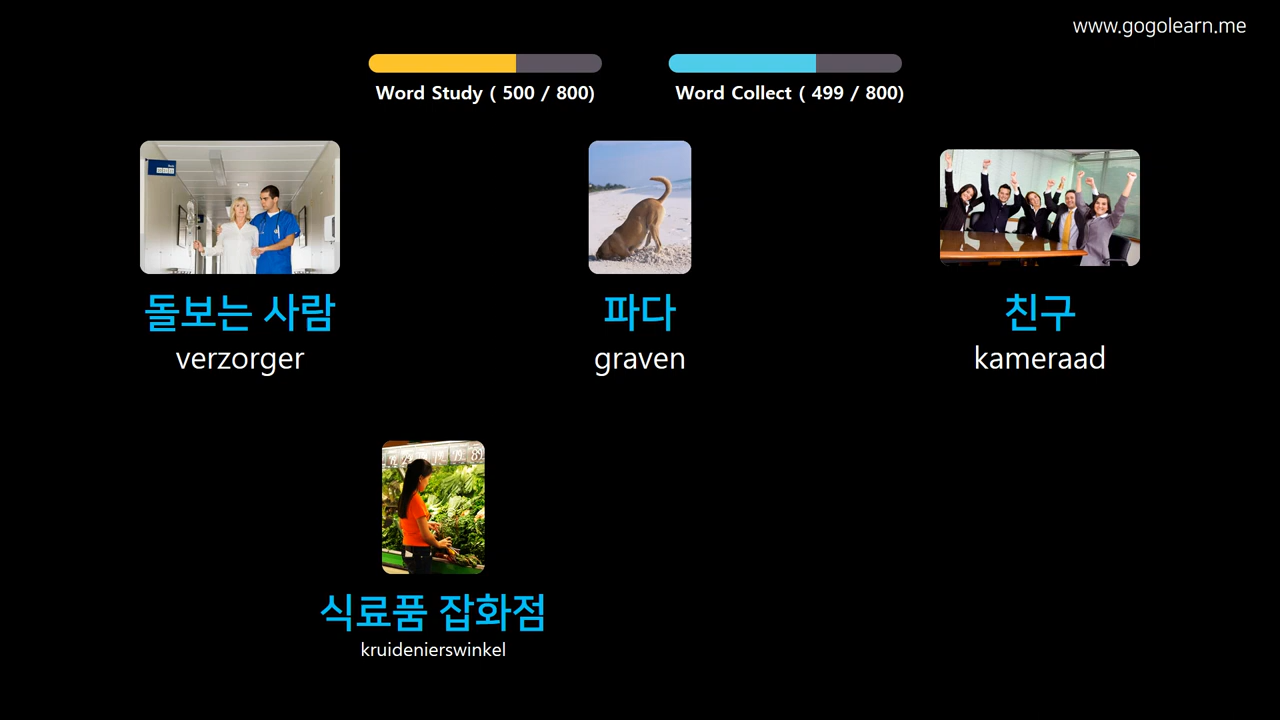 www.gogolearn.me
Word Study ( 500 / 800)
Word Collect ( 499 / 800)
돌보는 사람
verzorger
파다
graven
친구
kameraad
식료품 잡화점
kruidenierswinkel